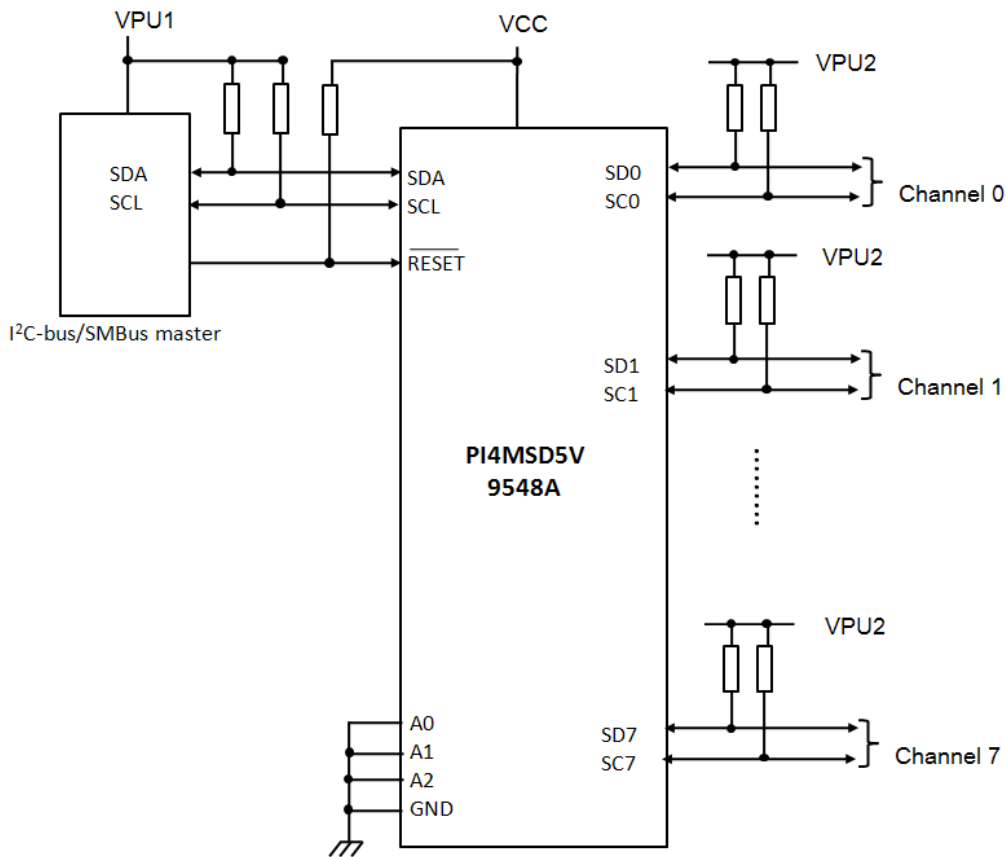 VPU1
VCC
VPU2
SDA
SCL
SDA
SCL
RESET
I²C-bus/SMBus master
SD0
SC0
Channel 0
VPU2
SD1
SC1
Channel 1
PI4MSD5V
9548A
VPU2
A0
A1
A2
GND
SD7
SC7
Channel 7